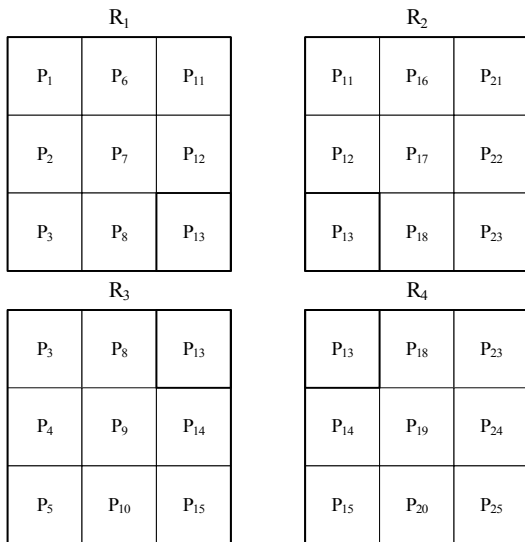 R₁ R₂
P₁ P₆ P₁₁ P₁₁ P₁₆ P₂₁
P₂ P₇ P₁₂ P₁₂ P₁₇ P₂₂
P₃ P₈ P₁₃ P₁₃ P₁₈ P₂₃
R₃ R₄
P₃ P₈ P₁₃ P₁₃ P₁₈ P₂₃
P₄ P₉ P₁₄ P₁₄ P₁₉ P₂₄
P₅ P₁₀ P₁₅ P₁₅ P₂₀ P₂₅